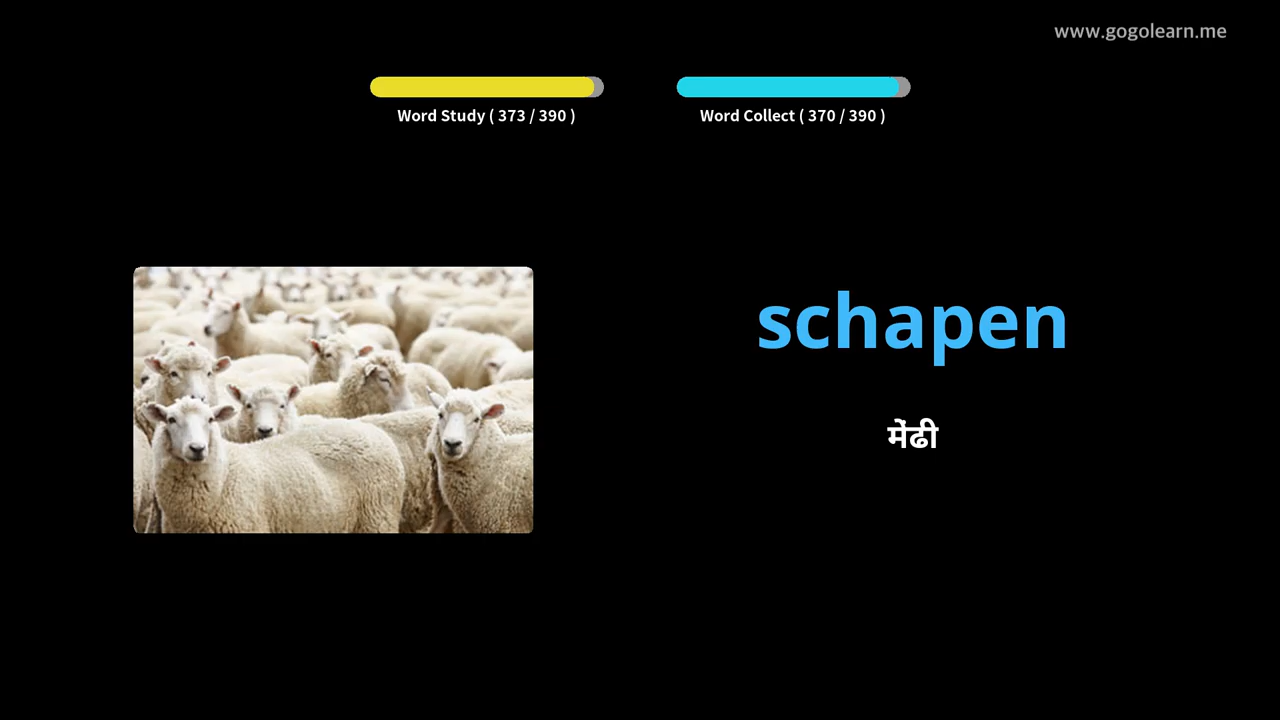 www.gogolearn.me
Word Study ( 373 / 390 )
Word Collect ( 370 / 390 )
schapen
मेंढी